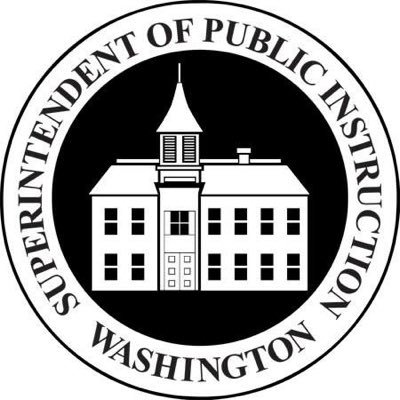 SUPERINTENDENT OF PUBLIC INSTRUCTION
WASHINGTON